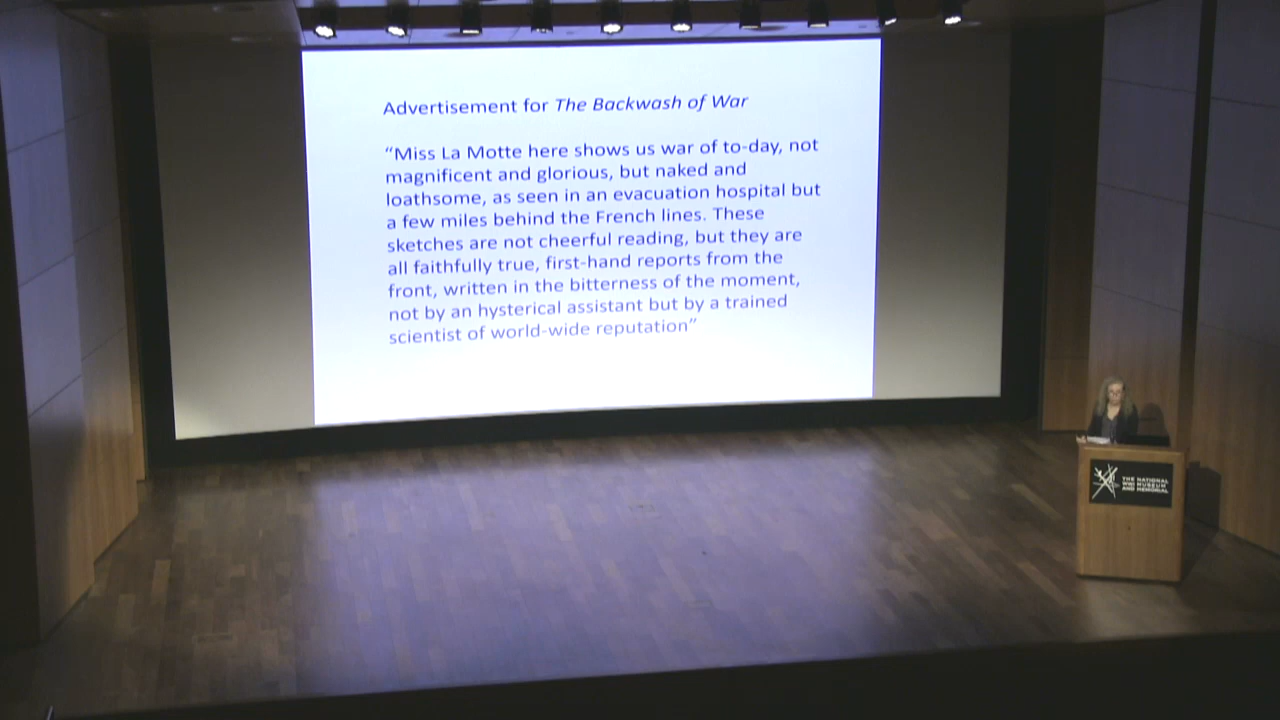 Advertisement for The Backwash of War
“Miss La Motte here shows us war of to-day, not
magnificent and glorious, but naked and
loathsome, as seen in an evacuation hospital but
a few miles behind the French lines. These
sketches are not cheerful reading, but they are
all faithfully true, first-hand reports from the
front, written in the bitterness of the moment,
not by an hysterical assistant but by a trained
scientist of world-wide reputation”
THE NATIONAL
WWI MUSEUM
AND MEMORIAL